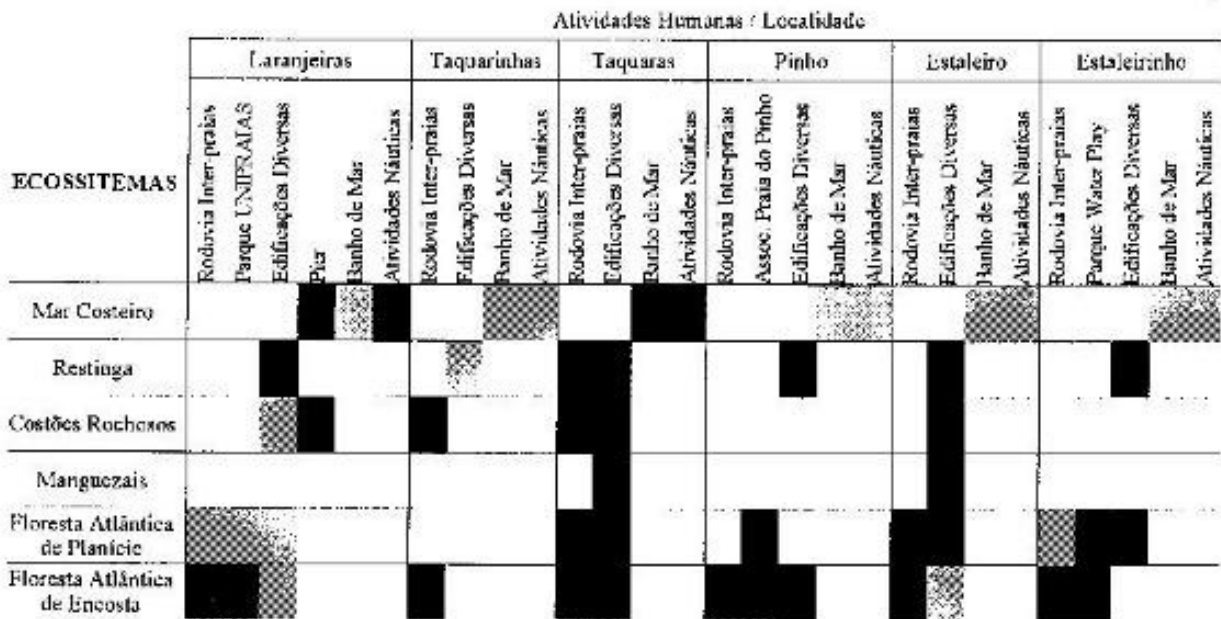 Atividades Humanas / Localidade
Laranjeiras
Taquarinhas
Taquaras
Pinho
Estaleiro
Estaleirinho
ECOSSITEMAS
Rodovia Inter-praias
Parque UNIPRAIAS
Edificações Diversas
Pier
Banho de Mar
Atividades Náuticas
Rodovia Inter-praias
Edificações Diversas
Banho de Mar
Atividades Náuticas
Rodovia Inter-praias
Edificações Diversas
Banho de Mar
Atividades Náuticas
Rodovia Inter-praias
Assoc. Praia do Pinho
Edificações Diversas
Banho de Mar
Atividades Náuticas
Rodovia Inter-praias
Edificações Diversas
Banho de Mar
Atividades Náuticas
Rodovia Inter-praias
Parque Water Play
Edificações Diversas
Banho de Mar
Atividades Náuticas
Mar Costeiro
Restinga
Costões Rochosos
Manguezais
Floresta Atlântica
de Planície
Floresta Atlântica
de Encosta